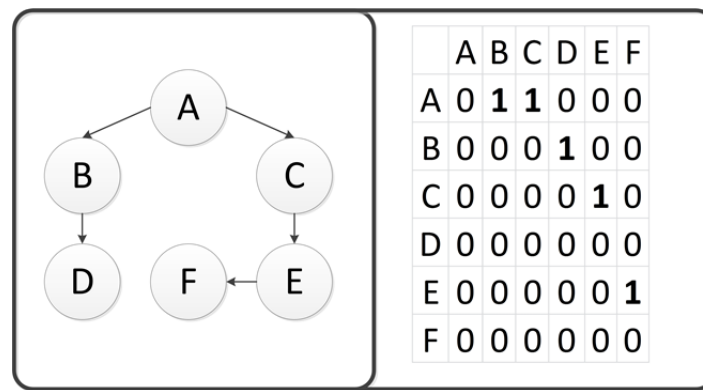 A
B
C
D
F
E
A B C D E F
A 0 1 1 0 0 0
B 0 0 0 1 0 0
C 0 0 0 0 1 0
D 0 0 0 0 0 0
E 0 0 0 0 0 1
F 0 0 0 0 0 0